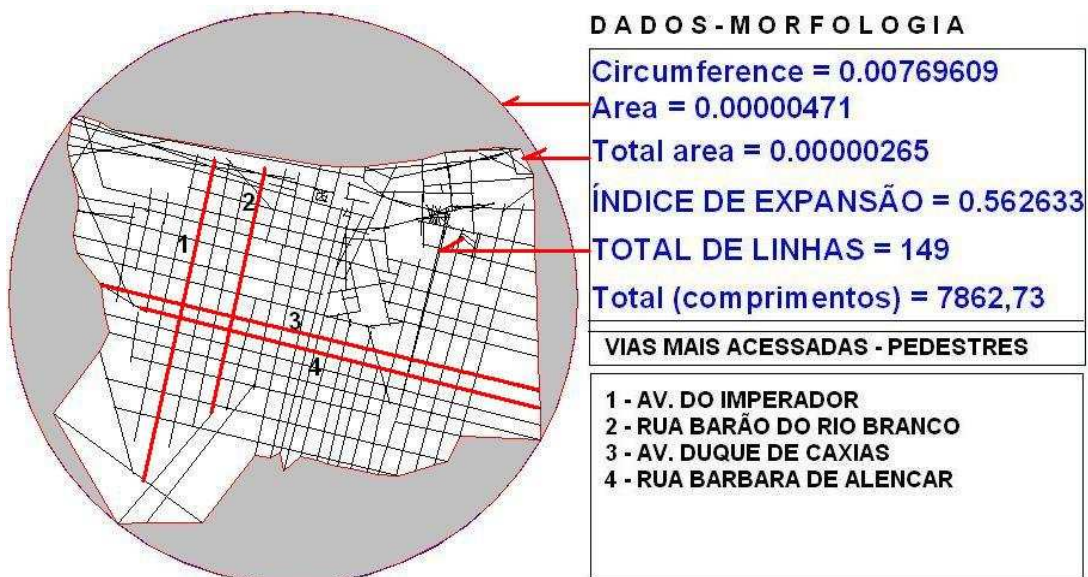 DADOS-MORFOLOGIA
Circumference = 0.00769609
Area = 0.00000471
Total area = 0.00000265
ÍNDICE DE EXPANSÃO = 0.562633
TOTAL DE LINHAS = 149
Total (comprimentos) = 7862,73
VIAS MAIS ACESSADAS - PEDESTRES
1 - AV. DO IMPERADOR
2 - RUA BARÃO DO RIO BRANCO
3 - AV. DUQUE DE CAXIAS
4 - RUA BARBARA DE ALENCAR
2
1
3
4